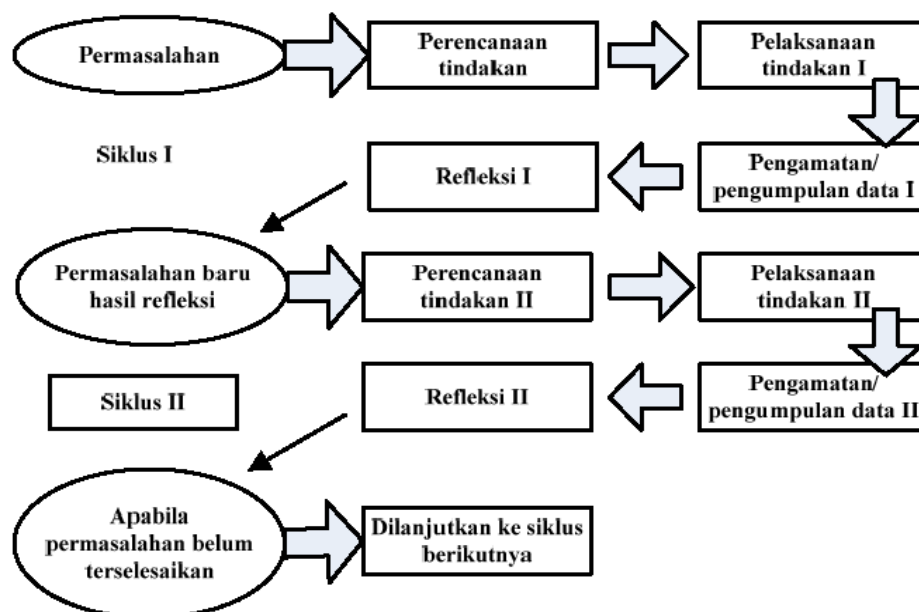 Permasalahan
Perencanaan
tindakan
Pelaksanaan
tindakan I
Siklus I
Refleksi I
Pengamatan/
pengumpulan data I
Permasalahan baru
hasil refleksi
Perencanaan
tindakan II
Pelaksanaan
tindakan II
Siklus II
Refleksi II
Pengamatan/
pengumpulan data II
Apabila
permasalahan belum
terselesaikan
Dilanjutkan ke siklus
berikutnya